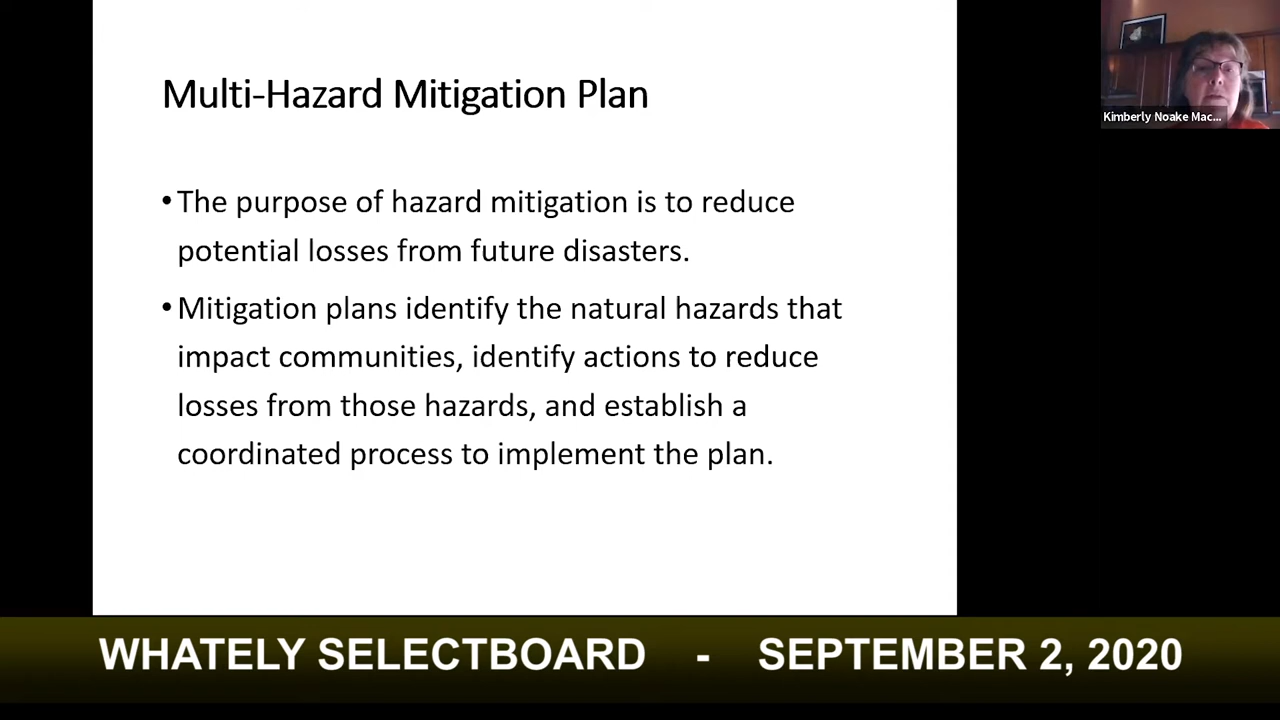 Multi-Hazard Mitigation Plan
•The purpose of hazard mitigation is to reduce
potential losses from future disasters.
•Mitigation plans identify the natural hazards that
impact communities, identify actions to reduce
losses from those hazards, and establish a
coordinated process to implement the plan.
Kimberly Noake Mac...
WHATELY SELECTBOARD - SEPTEMBER 2, 2020